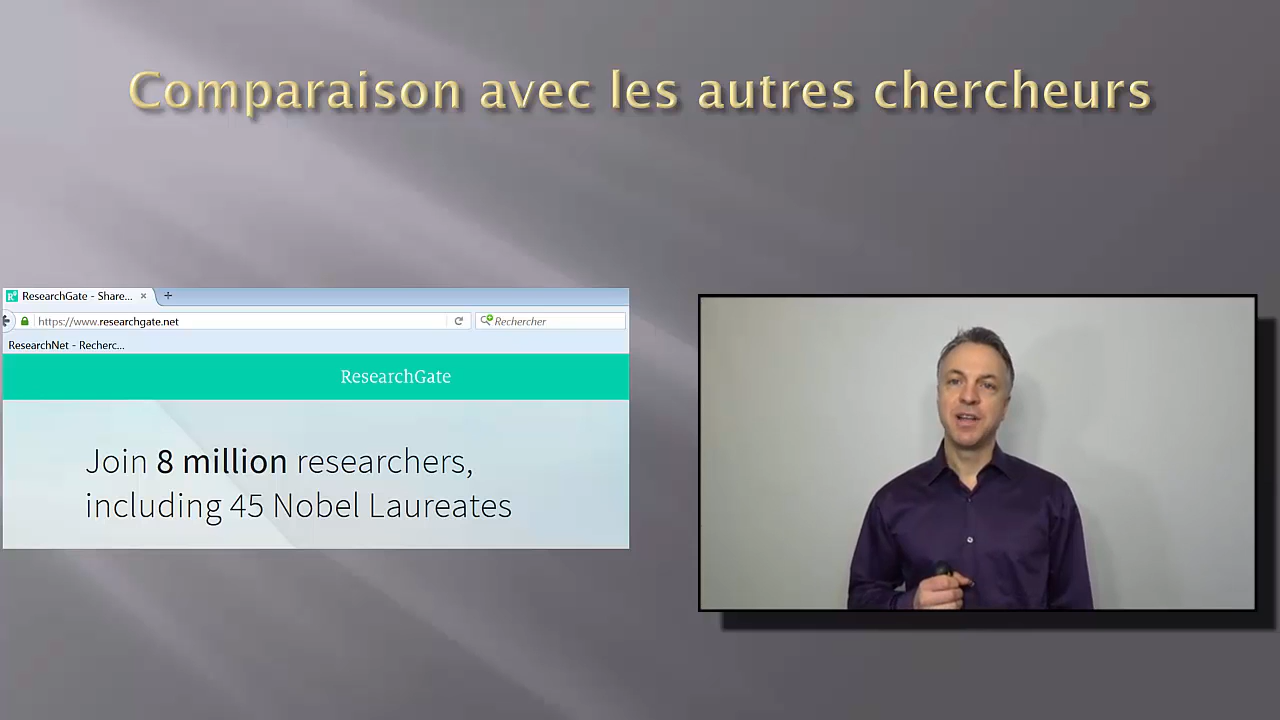 Comparaison avec les autres chercheurs
ResearchGate - Share...
https://www.researchgate.net
Rechercher
ResearchNet - Recherc...
ResearchGate
Join 8 million researchers,
including 45 Nobel Laureates